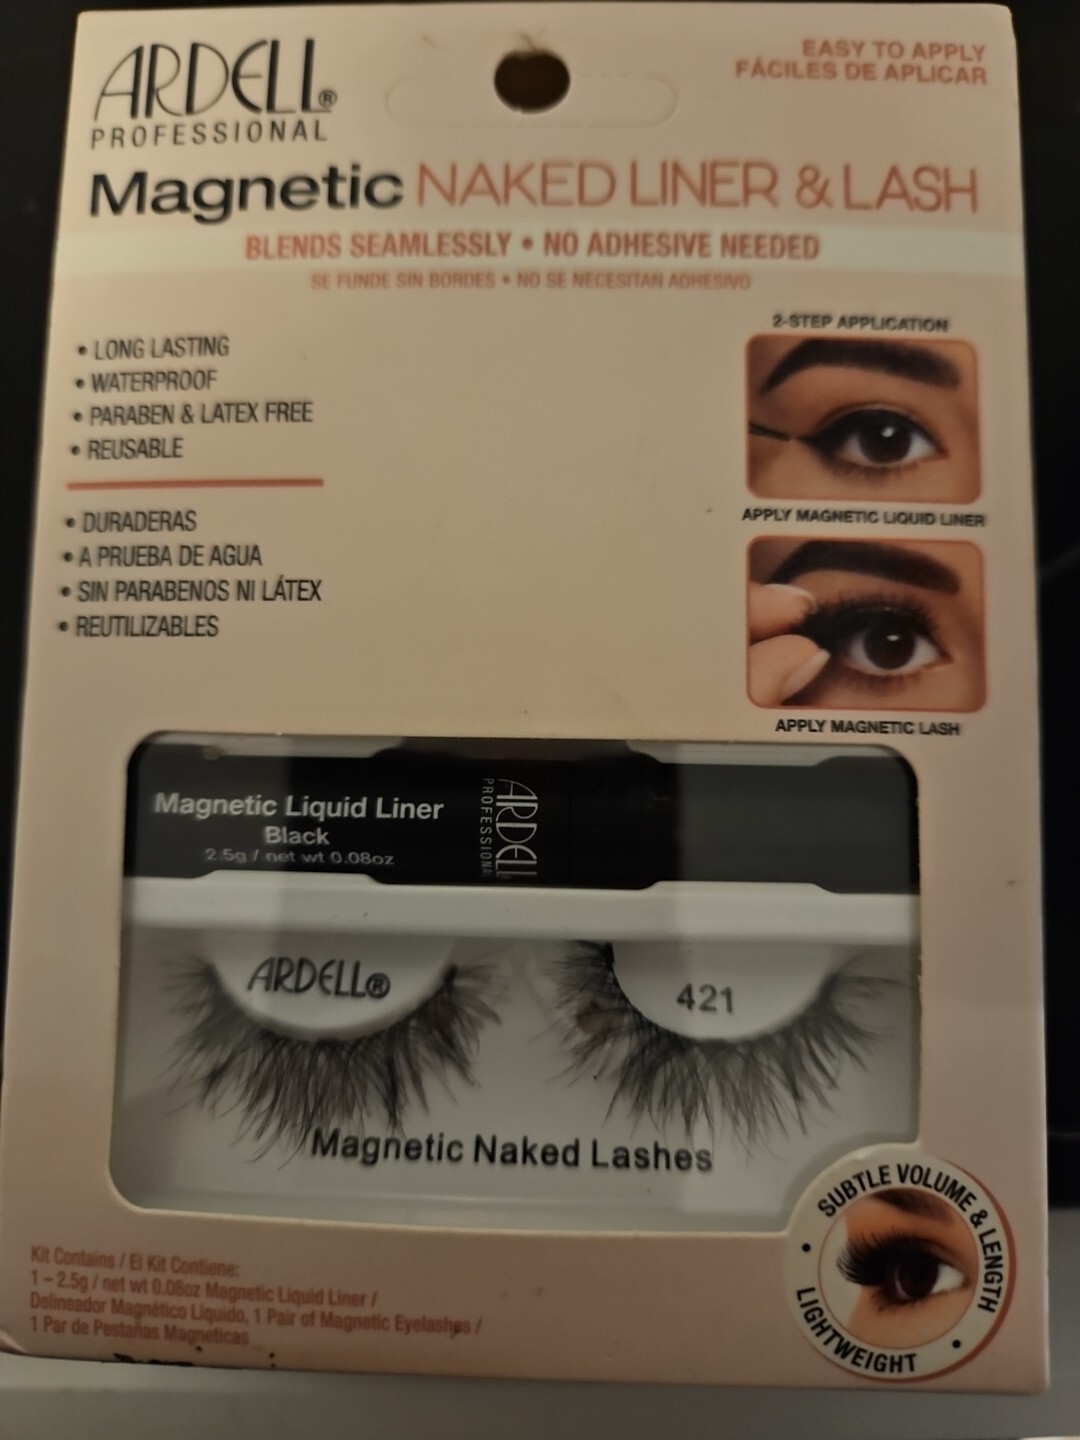 ARDELL®
PROFESSIONAL
EASY TO APPLY
FÁCILES DE APLICAR
Magnetic NAKED LINER & LASH
BLENDS SEAMLESSLY • NO ADHESIVE NEEDED
SE FUNDE SIN BORDES • NO SE NECESITAN ADHESIVO
• LONG LASTING
• WATERPROOF
• PARABEN & LATEX FREE
• REUSABLE
• DURADERAS
• A PRUEBA DE AGUA
• SIN PARABENOS NI LÁTEX
• REUTILIZABLES
2-STEP APPLICATION
APPLY MAGNETIC LIQUID LINER
APPLY MAGNETIC LASH
Magnetic Liquid Liner
Black
2.5g / net wt 0.08oz
ARDELL
PROFESSIONAL
ARDELL®
421
Magnetic Naked Lashes
SUBTLE VOLUME & LENGTH
• LIGHTWEIGHT •
Kit Contains / El Kit Contiene:
1 – 2.5g / net wt 0.08oz Magnetic Liquid Liner /
Delineador Magnético Liquido, 1 Pair of Magnetic Eyelashes /
1 Par de Pestañas Magneticas